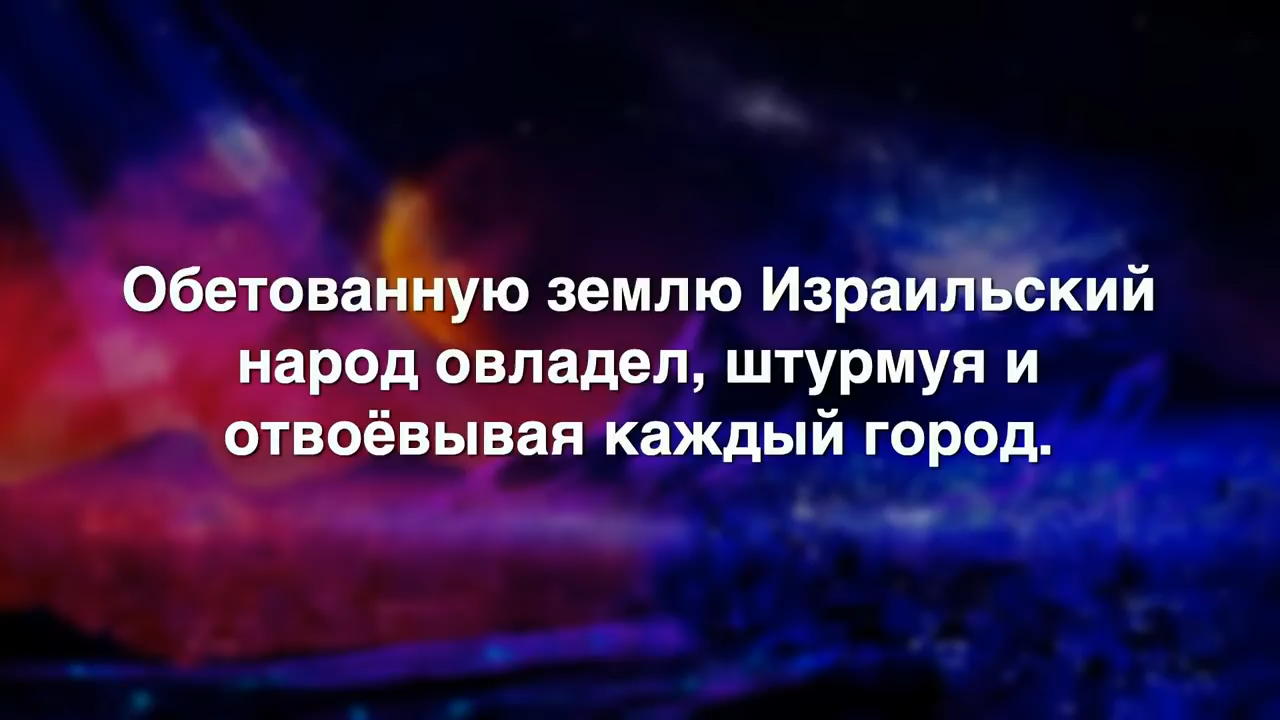 Обетованную землю Израильский
народ овладел, штурмуя и
отвоёвывая каждый город.